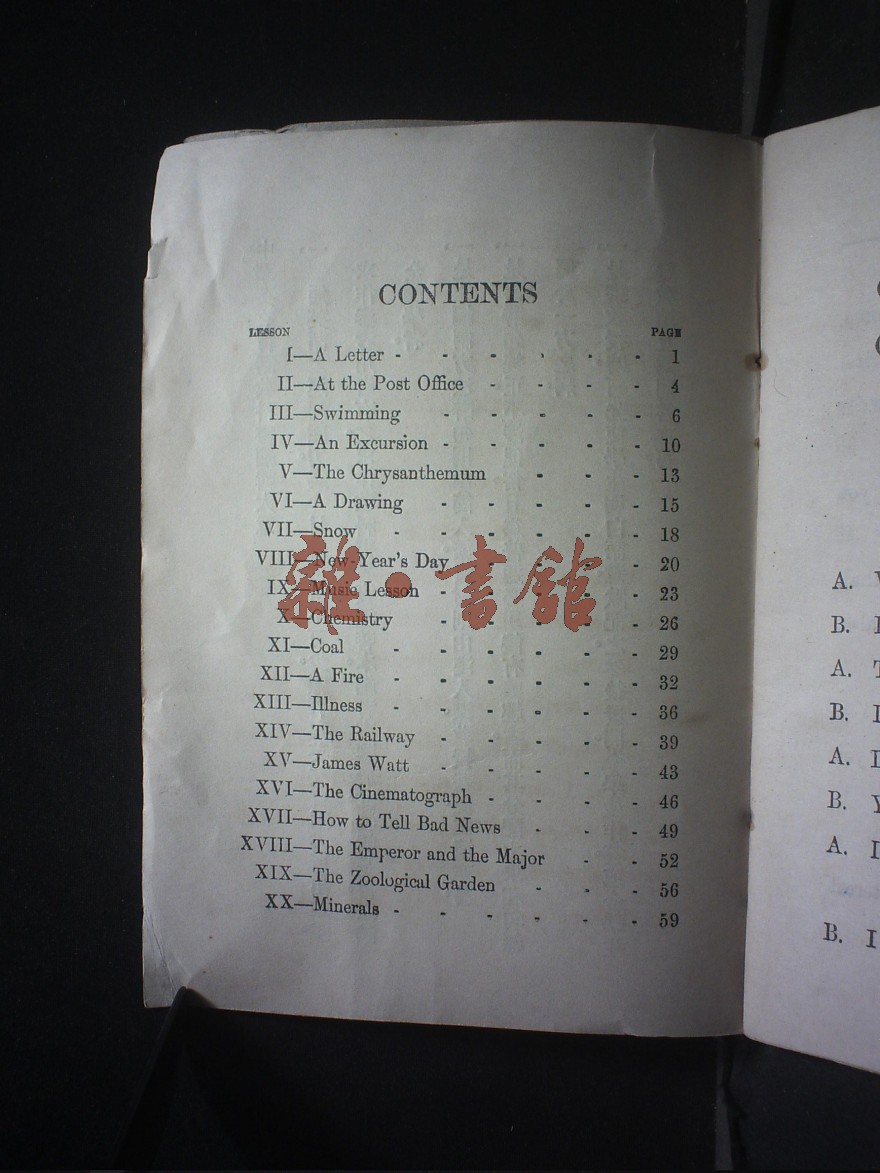 CONTENTS
LESSON PAGE
I—A Letter - - - - - - 1
II—At the Post Office - - - - 4
III—Swimming - - - - - 6
IV—An Excursion - - - - - 10
V—The Chrysanthemum - - - 13
VI—A Drawing - - - - - 15
VII—Snow - - - - - - 18
VIII—New-Year's Day - - - - 20
IX—Music Lesson - - - - - 23
X—Chemistry - - - - - 26
XI—Coal - - - - - - 29
XII—A Fire - - - - - - 32
XIII—Illness - - - - - - 36
XIV—The Railway - - - - - 39
XV—James Watt - - - - - 43
XVI—The Cinematograph - - - - 46
XVII—How to Tell Bad News - - - 49
XVIII—The Emperor and the Major - - 52
XIX—The Zoological Garden - - - 56
XX—Minerals - - - - - - 59
雜·書館
A.
B. I
A. T
B. I
A. I
B. Y
A. I
B. I